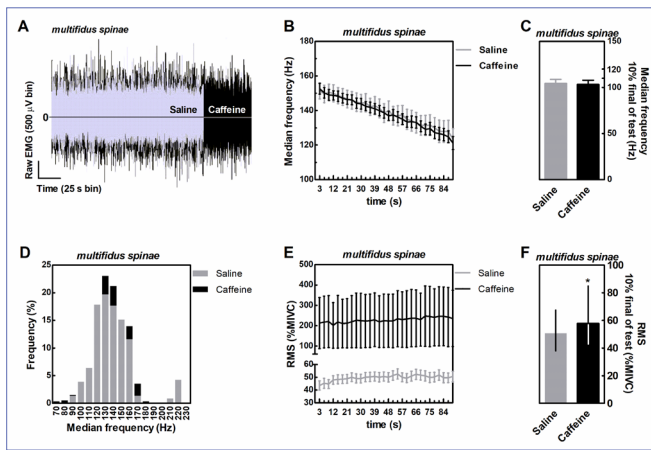 A
multifidus spinae
Raw EMG (500 µV bin)
0
Saline
Caffeine
Time (25 s bin)
B
multifidus spinae
Saline
Caffeine
Median frequency (Hz)
180
160
140
120
100
3 12 21 30 39 48 57 66 75 84
time (s)
C
multifidus spinae
150
100
50
0
Median frequency
10% final of test (Hz)
Saline
Caffeine
D
multifidus spinae
Saline
Caffeine
Frequency (%)
25
20
15
10
5
0
70 80 90 100 110 120 130 140 150 160 170 180 190 200 210 220 230
Median frequency (Hz)
E
multifidus spinae
Saline
Caffeine
RMS (%MIVC)
500
400
300
200
100
60
50
40
30
3 12 21 30 39 48 57 66 75 84
time (s)
F
multifidus spinae
*
100
80
60
40
20
0
RMS
10% final of test (%MIVC)
Saline
Caffeine